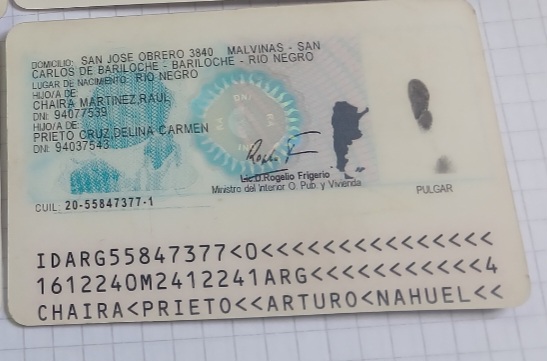 DOMICILIO: SAN JOSE OBRERO 3840 MALVINAS - SAN
CARLOS DE BARILOCHE - BARILOCHE - RIO NEGRO
LUGAR DE NACIMIENTO: RIO NEGRO
HIJO/A DE:
CHAIRA MARTINEZ,RAUL
DNI: 94077539
HIJO/A DE:
PRIETO CRUZ,DELINA CARMEN
DNI: 94037543
Lic.D.Rogelio Frigerio
Ministro del Interior O. Pub. y Vivienda
PULGAR
CUIL: 20-55847377-1
IDARG55847377<0<<<<<<<<<<<<<<<
1612240M2412241ARG<<<<<<<<<<<4
CHAIRA<PRIETO<<ARTURO<NAHUEL<<